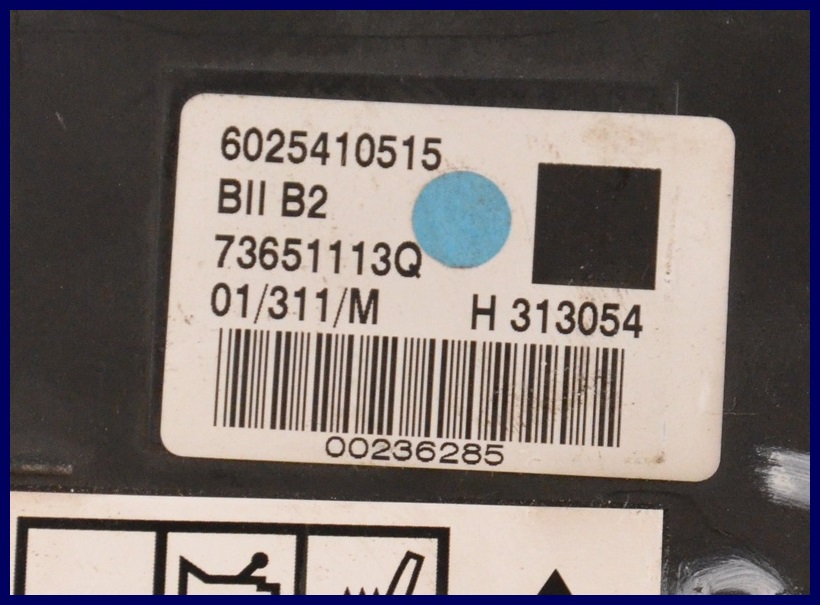 6025410515
BII B2
73651113Q
01/311/M H 313054
00236285